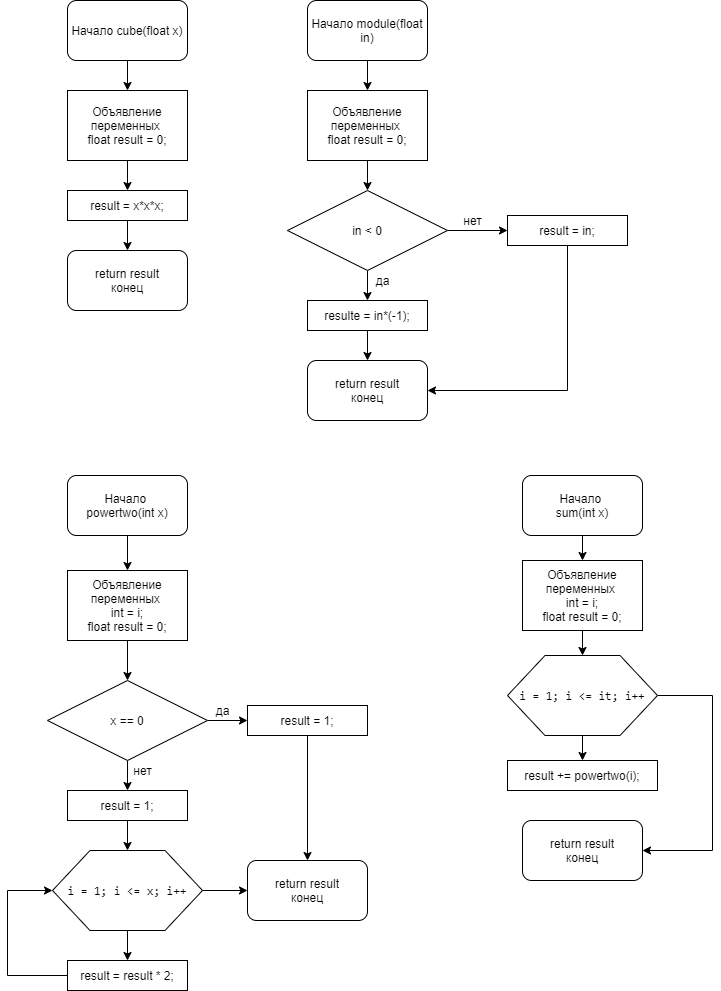 Начало cube(float x)
Объявление
переменных
float result = 0;
result = x*x*x;
return result
конец
Начало module(float
in)
Объявление
переменных
float result = 0;
in < 0
нет
result = in;
да
resulte = in*(-1);
return result
конец
Начало
powertwo(int x)
Объявление
переменных
int = i;
float result = 0;
x == 0
да
result = 1;
нет
result = 1;
i = 1; i <= x; i++
return result
конец
result = result * 2;
Начало
sum(int x)
Объявление
переменных
int = i;
float result = 0;
i = 1; i <= it; i++
result += powertwo(i);
return result
конец